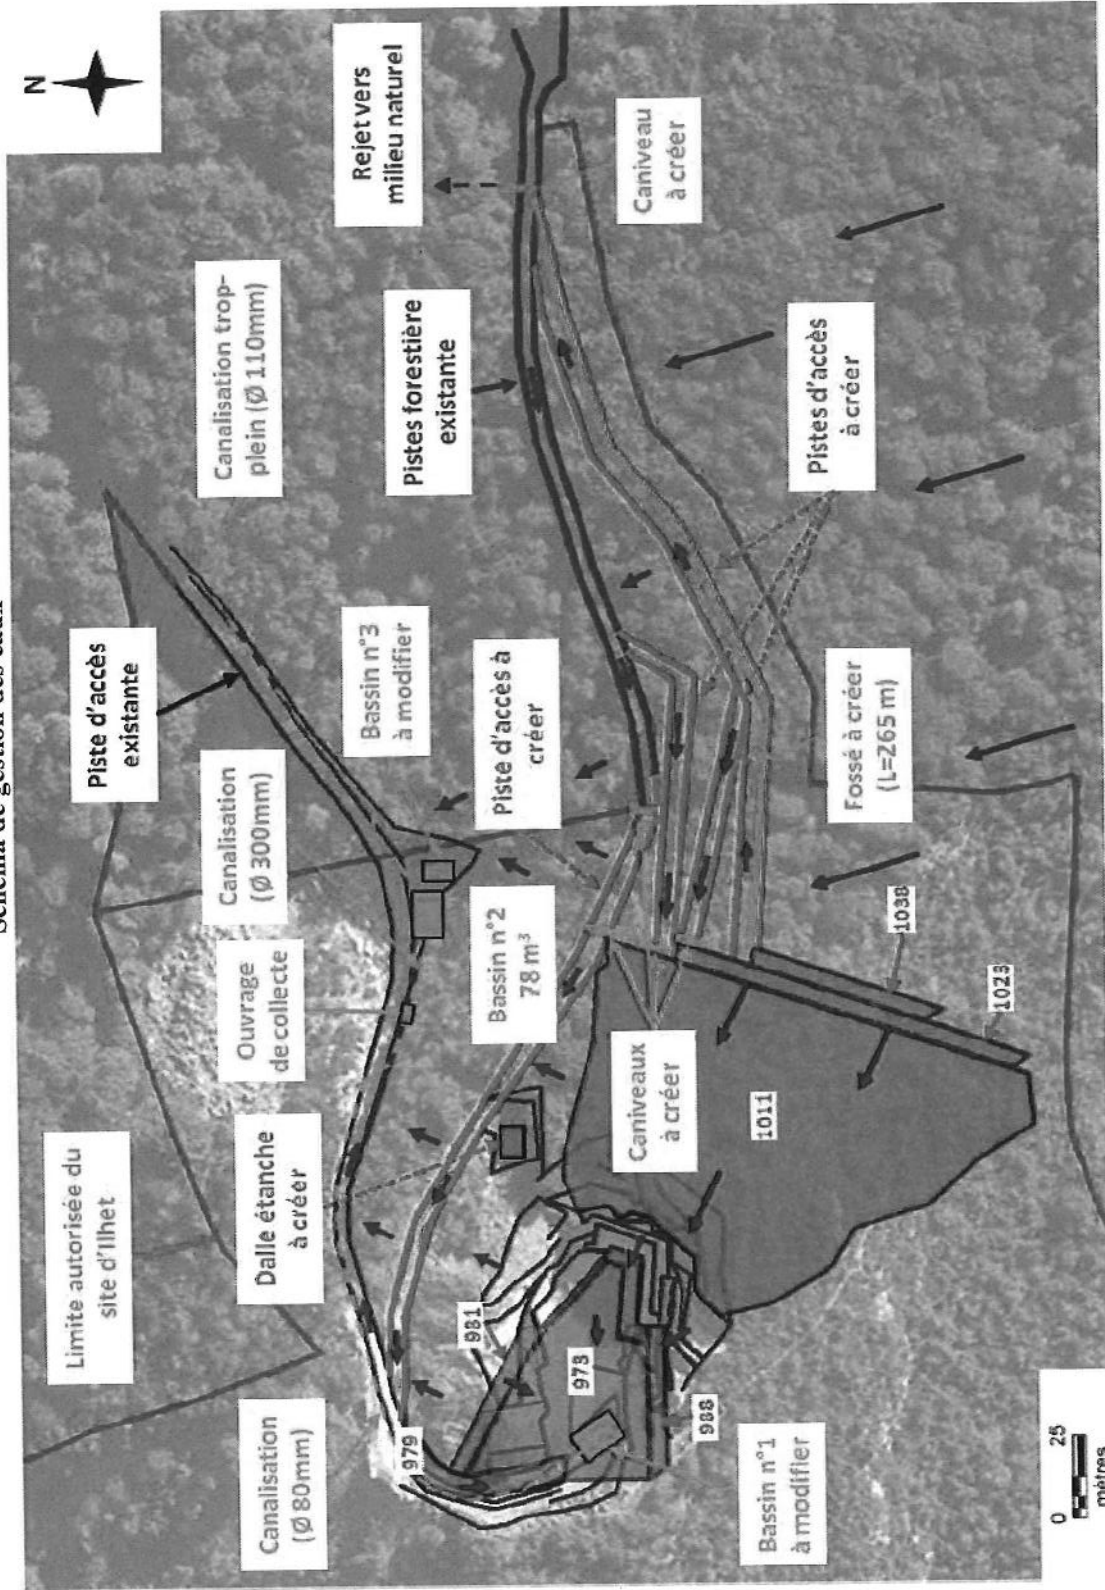 Schéma de gestion des eaux
N
Limite autorisée du
site d'Ilhet
Piste d'accès
existante
Canalisation
(Ø 80mm)
Dalle étanche
à créer
Ouvrage
de collecte
Canalisation
(Ø 300mm)
Canalisation trop-
plein (Ø 110mm)
Rejet vers
milieu naturel
Bassin n°3
à modifier
Pistes forestière
existante
979
981
Bassin n°2
78 m³
Piste d'accès à
créer
973
Caniveaux
à créer
Caniveau
à créer
988
1011
Bassin n°1
à modifier
Fossé à créer
(L=265 m)
Pistes d'accès
à créer
1038
1023
0 25
mètres